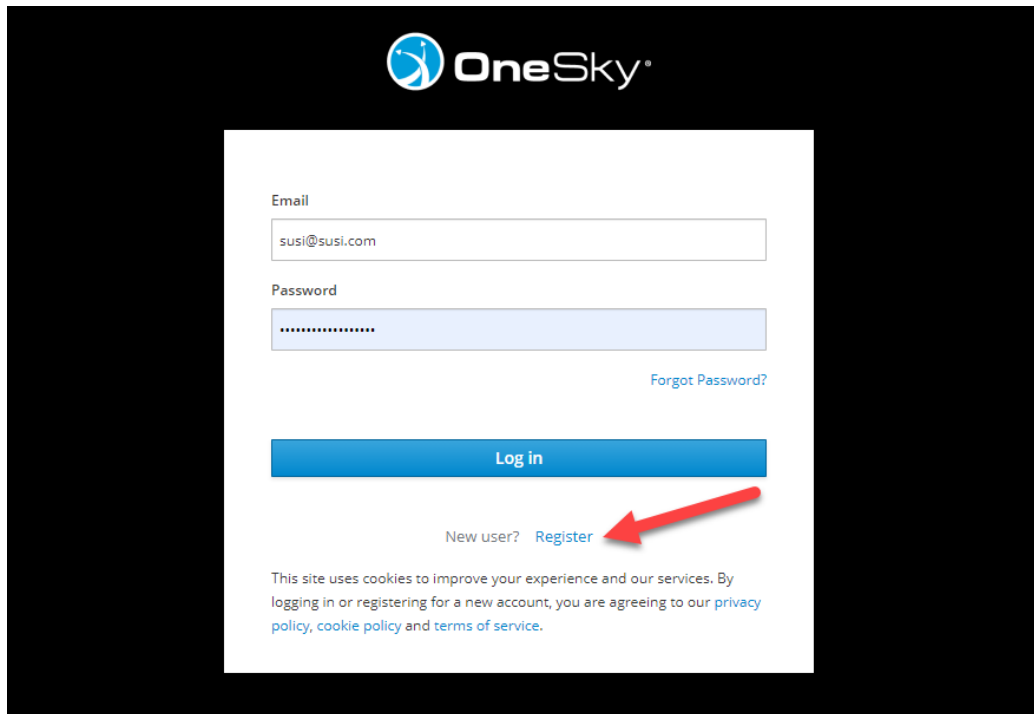 OneSky®
Email
susi@susi.com
Password
•••••••••••••••••
Forgot Password?
Log in
New user? Register
This site uses cookies to improve your experience and our services. By
logging in or registering for a new account, you are agreeing to our privacy
policy, cookie policy and terms of service.